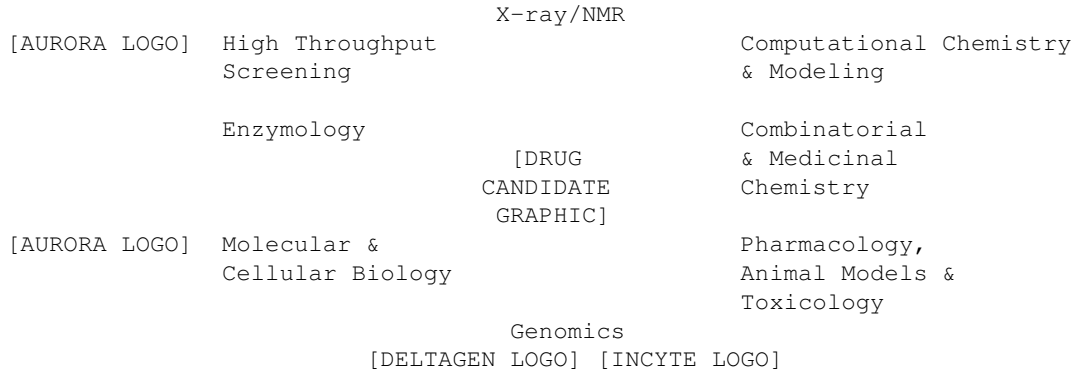 X-ray/NMR
[AURORA LOGO] High Throughput Computational Chemistry
Screening & Modeling
Enzymology Combinatorial
[DRUG & Medicinal
CANDIDATE Chemistry
GRAPHIC]
[AURORA LOGO] Molecular & Pharmacology,
Cellular Biology Animal Models &
Toxicology
Genomics
[DELTAGEN LOGO] [INCYTE LOGO]